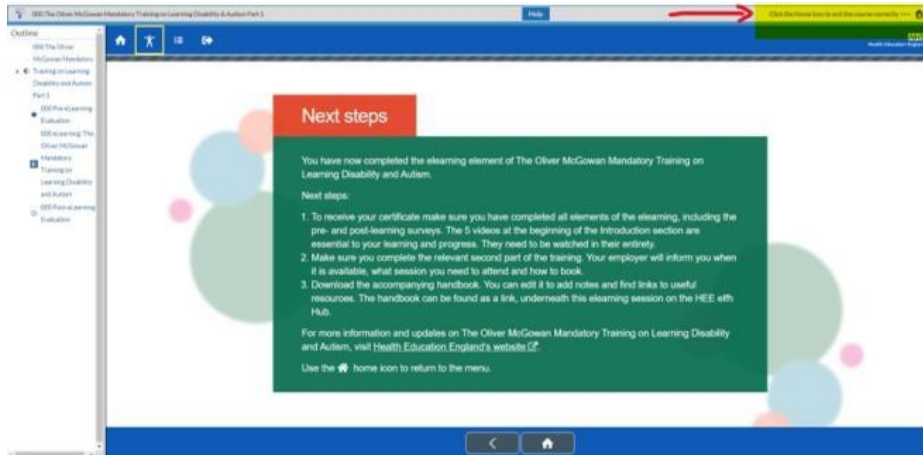 000 The Oliver McGowan Mandatory Training on Learning Disability & Autism Part 1
Help
Click the home icon to exit the course correctly
Outline
000 The Oliver
McGowan Mandatory
Training on Learning
Disability and Autism
Part 1
000 Pre eLearning
Evaluation
000 eLearning: The
Oliver McGowan
Mandatory
Training on
Learning Disability
and Autism
000 Post eLearning
Evaluation
NHS
Health Education England
Next steps
You have now completed the elearning element of The Oliver McGowan Mandatory Training on
Learning Disability and Autism.
Next steps:
1. To receive your certificate make sure you have completed all elements of the elearning, including the
pre- and post-learning surveys. The 5 videos at the beginning of the Introduction section are
essential to your learning and progress. They need to be watched in their entirety.
2. Make sure you complete the relevant second part of the training. Your employer will inform you when
it is available, what session you need to attend and how to book.
3. Download the accompanying handbook. You can edit it to add notes and find links to useful
resources. The handbook can be found as a link, underneath this elearning session on the HEE elfh
Hub.
For more information and updates on The Oliver McGowan Mandatory Training on Learning Disability
and Autism, visit Health Education England's website.
Use the home icon to return to the menu.